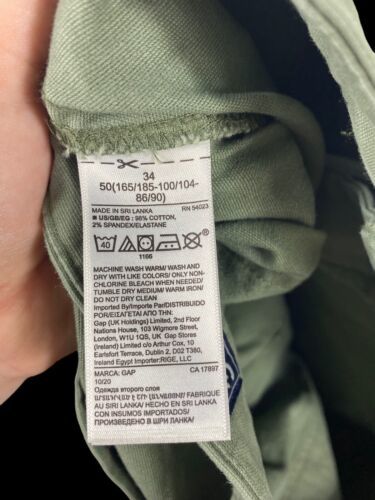 34
50(165/185-100/104-
86/90)
MADE IN SRI LANKA RN 54023
■ US/GB/EG: 98% COTTON,
2% SPANDEX/ELASTANE
40
1166
MACHINE WASH WARM/ WASH AND
DRY WITH LIKE COLORS/ ONLY NON-
CHLORINE BLEACH WHEN NEEDED/
TUMBLE DRY MEDIUM/ WARM IRON/
DO NOT DRY CLEAN
Imported by/Importe Par/DISTRIBUIDO
POR/ΕΙΣΑΓΕΤΑΙ ΑΠΟ ΤΗΝ:
Gap (UK Holdings) Limited, 2nd Floor
Nations House, 103 Wigmore Street,
London, W1U 1QS, UK Gap Stores
(Ireland) Limited c/o Arthur Cox, 10
Earlsfort Terrace, Dublin 2, D02 T380,
Ireland Egypt Importer:RIGE, LLC
MARCA: GAP CA 17897
10/20
Одежда второго слоя
FABRIQUE
AU SRI LANKA/ HECHO EN SRI LANKA
CON INSUMOS IMPORTADOS/
ПРОИЗВЕДЕНО В ШРИ ЛАНКА/